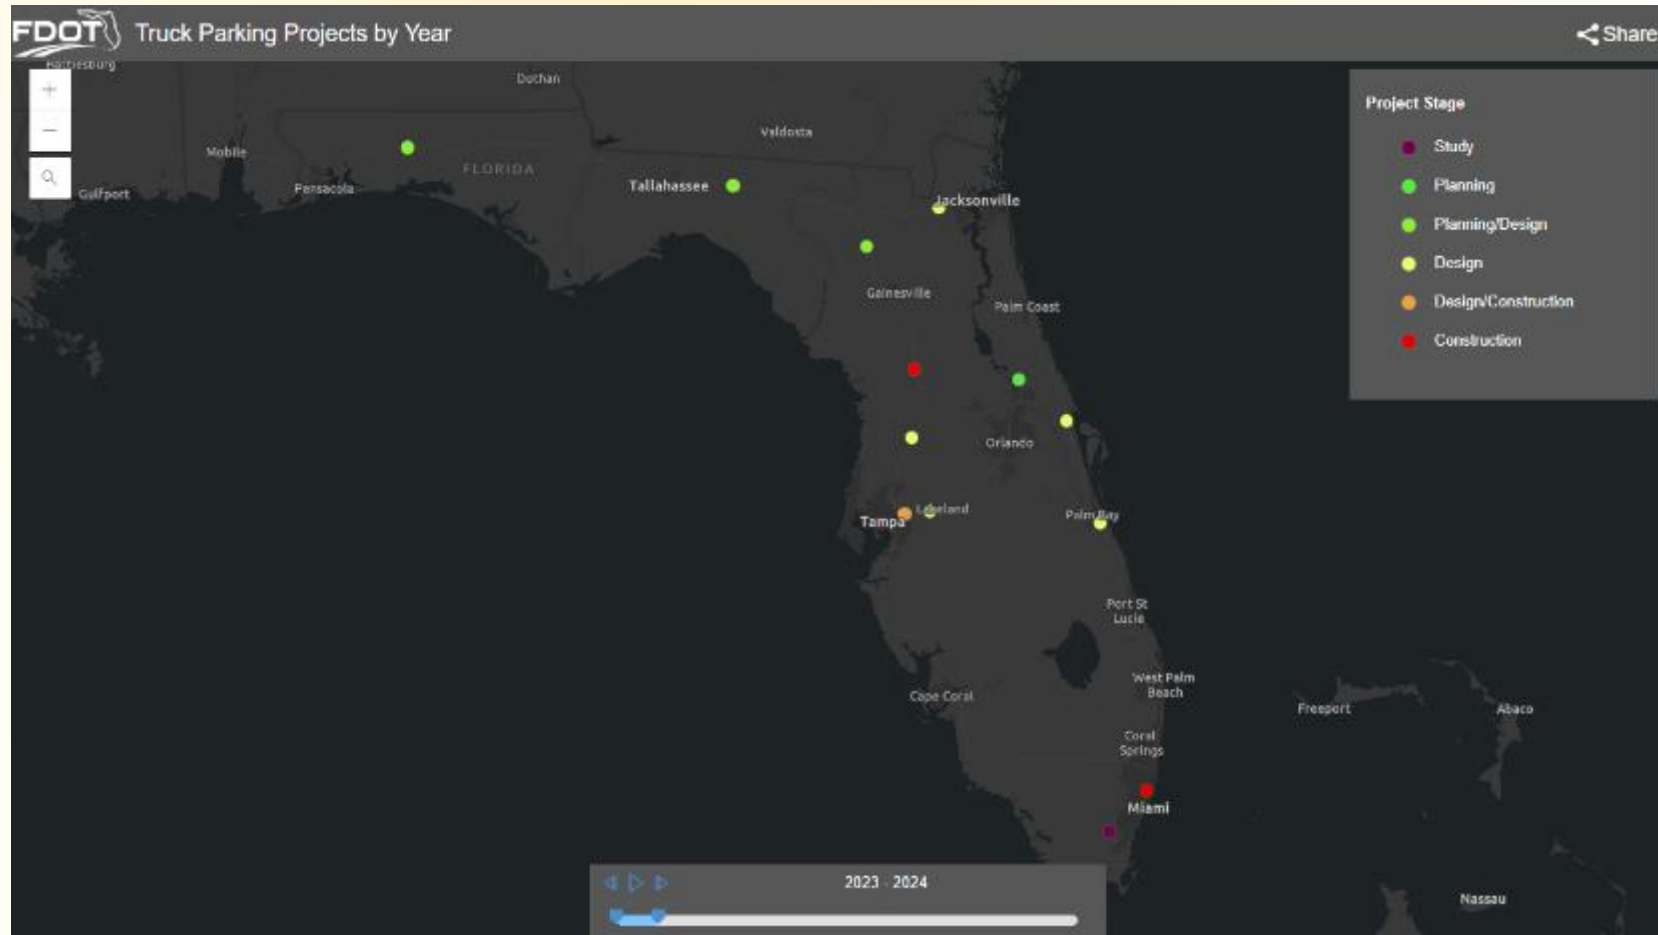 FDOT Truck Parking Projects by Year
Share
Hattiesburg
Dothan
Valdosta
Mobile
FLORIDA
Gulfport
Pensacola
Tallahassee
Jacksonville
Gainesville
Palm Coast
Orlando
Lakeland
Tampa
Palm Bay
Port St
Lucie
West Palm
Beach
Cape Coral
Freeport
Abaco
Coral
Springs
Miami
Nassau
Project Stage
Study
Planning
Planning/Design
Design
Design/Construction
Construction
2023 - 2024